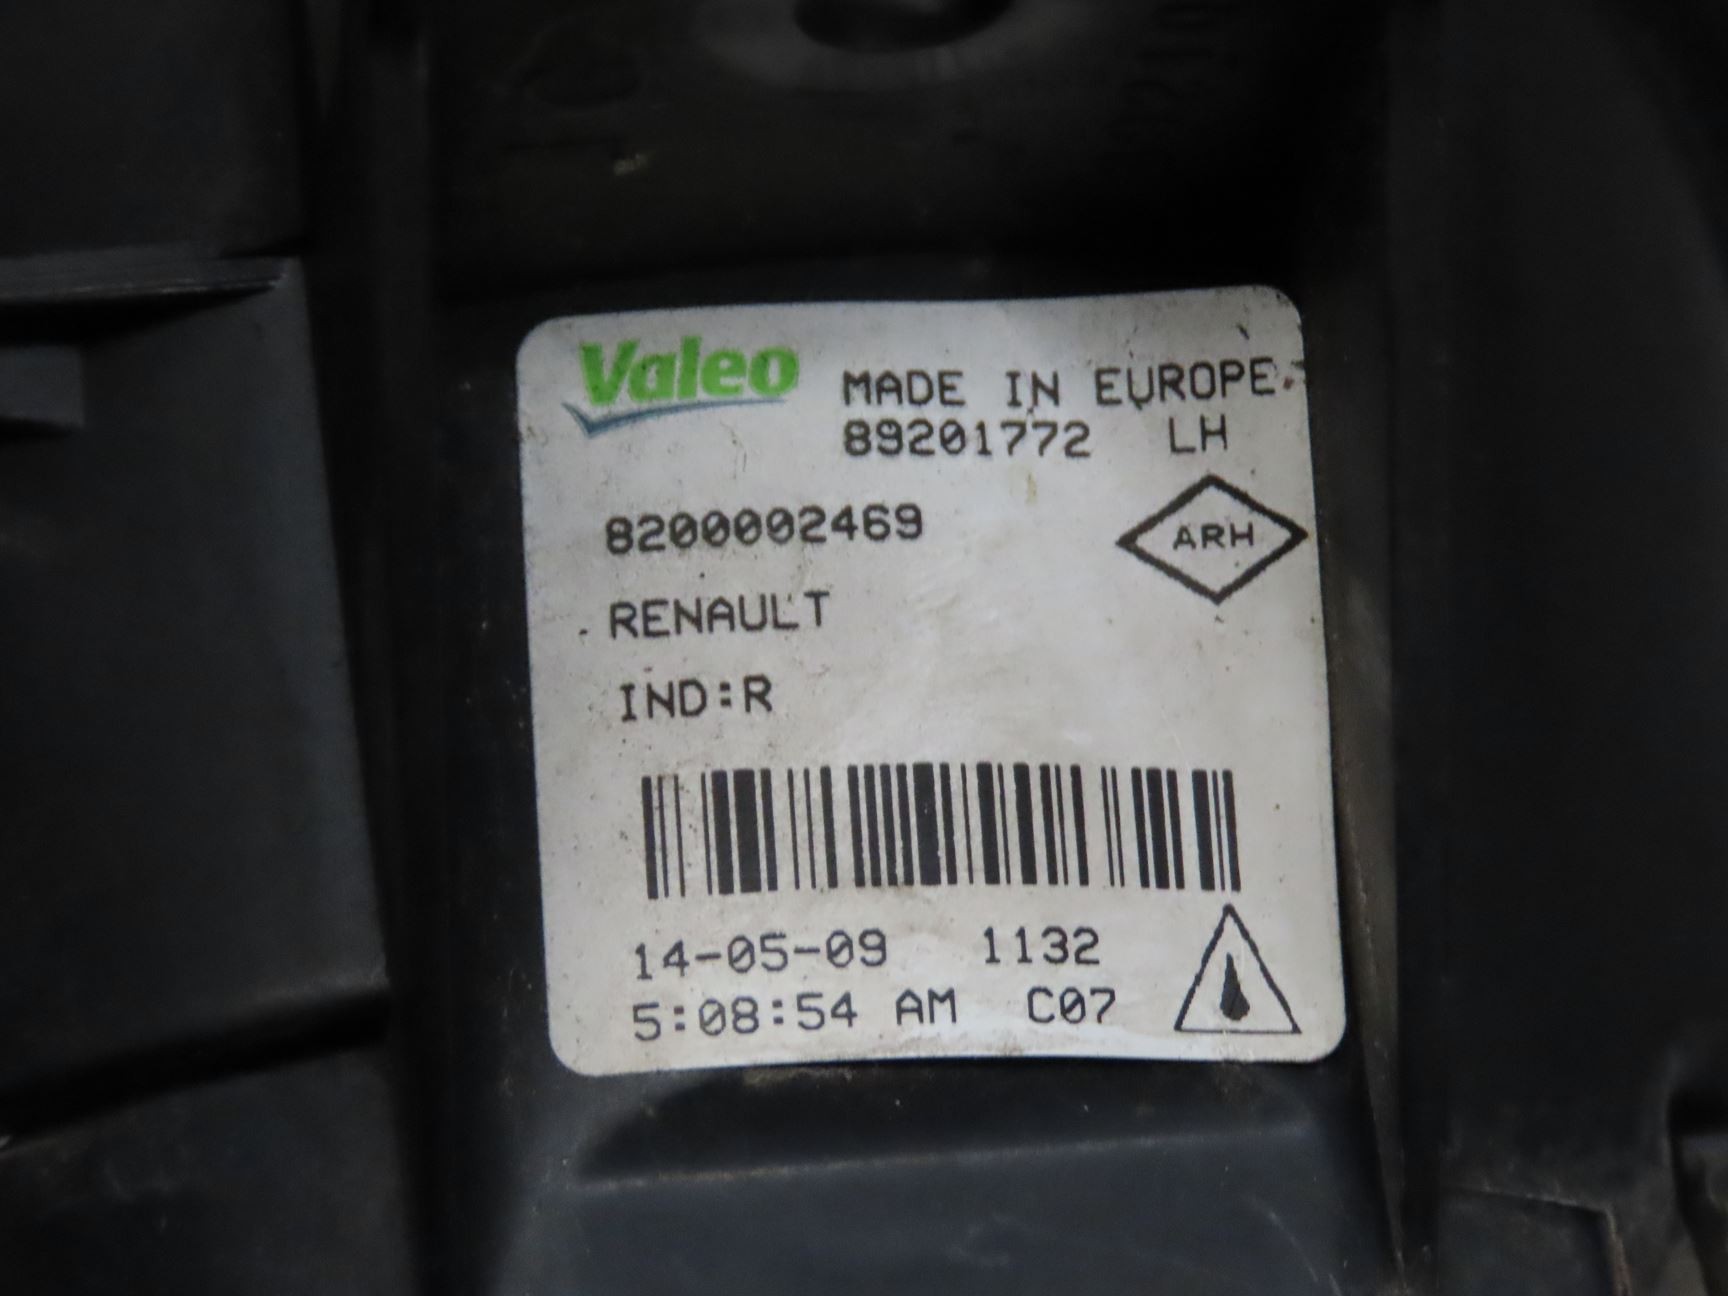 Valeo MADE IN EUROPE
89201772 LH
8200002469
ARH
RENAULT
IND:R
14-05-09 1132
5:08:54 AM C07